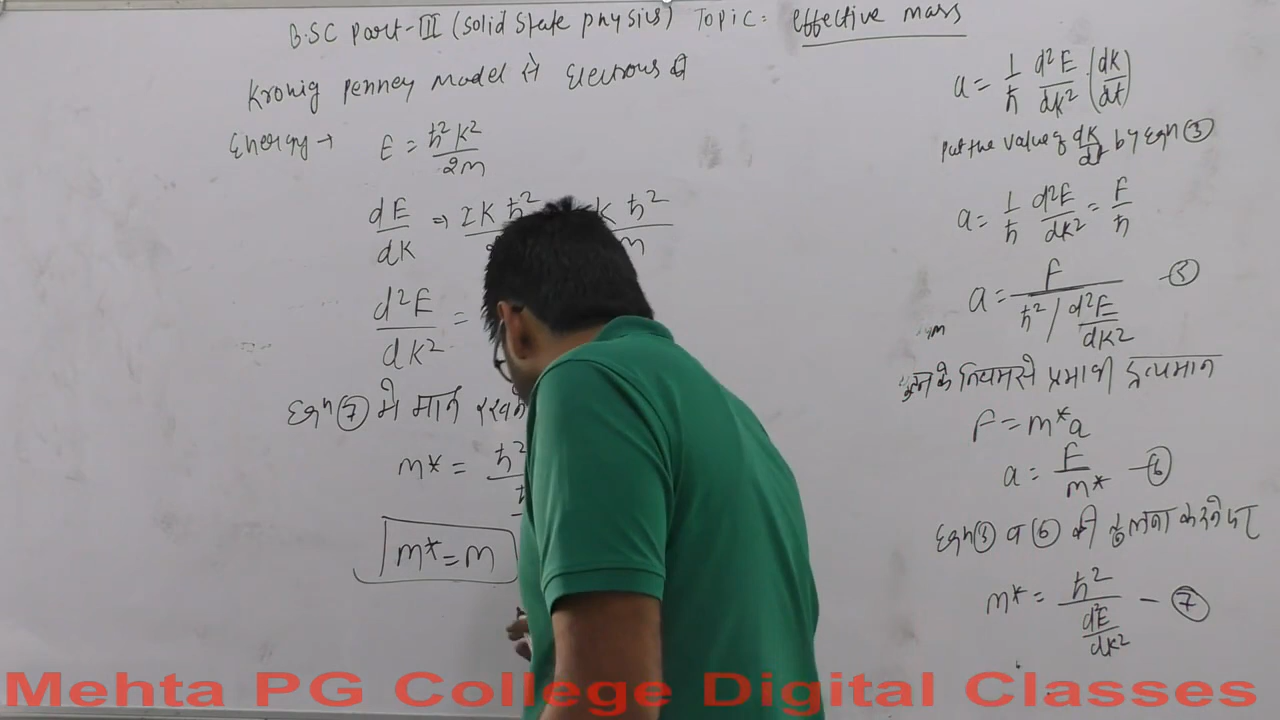 B.SC Part-III (Solid State physics) Topic: effective mass
Kronig Penney Model में Electrons की
Energy → E = ℏ²K²/2m
dE/dK ⇒ 2Kℏ² K ℏ²/m
d²E/dK² =
Eqn (7) में मान रखने
m* = ℏ²
m* = m
a = 1/ℏ d²E/dK² (dK/dt)
Put the value of dK/dt by Eqn (3)
a = 1/ℏ d²E/dK² = F/ℏ
a = F/ℏ²/d²E/dK² - (5)
के नियम से प्रभावी द्रव्यमान
F = m*a
a = F/m* - (6)
Eqn (5) व (6) की तुलना करने पर
m* = ℏ²/d²E/dK² - (7)
Mehta PG College Digital Classes